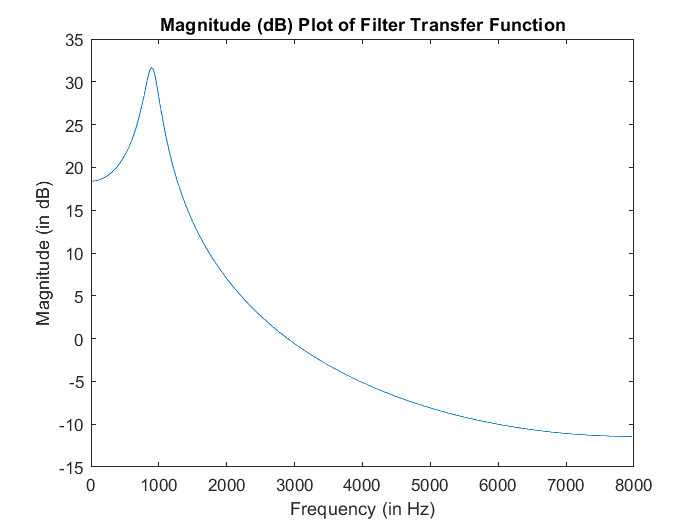 Magnitude (dB) Plot of Filter Transfer Function
35
30
25
20
15
10
5
0
-5
-10
-15
Magnitude (in dB)
0 1000 2000 3000 4000 5000 6000 7000 8000
Frequency (in Hz)